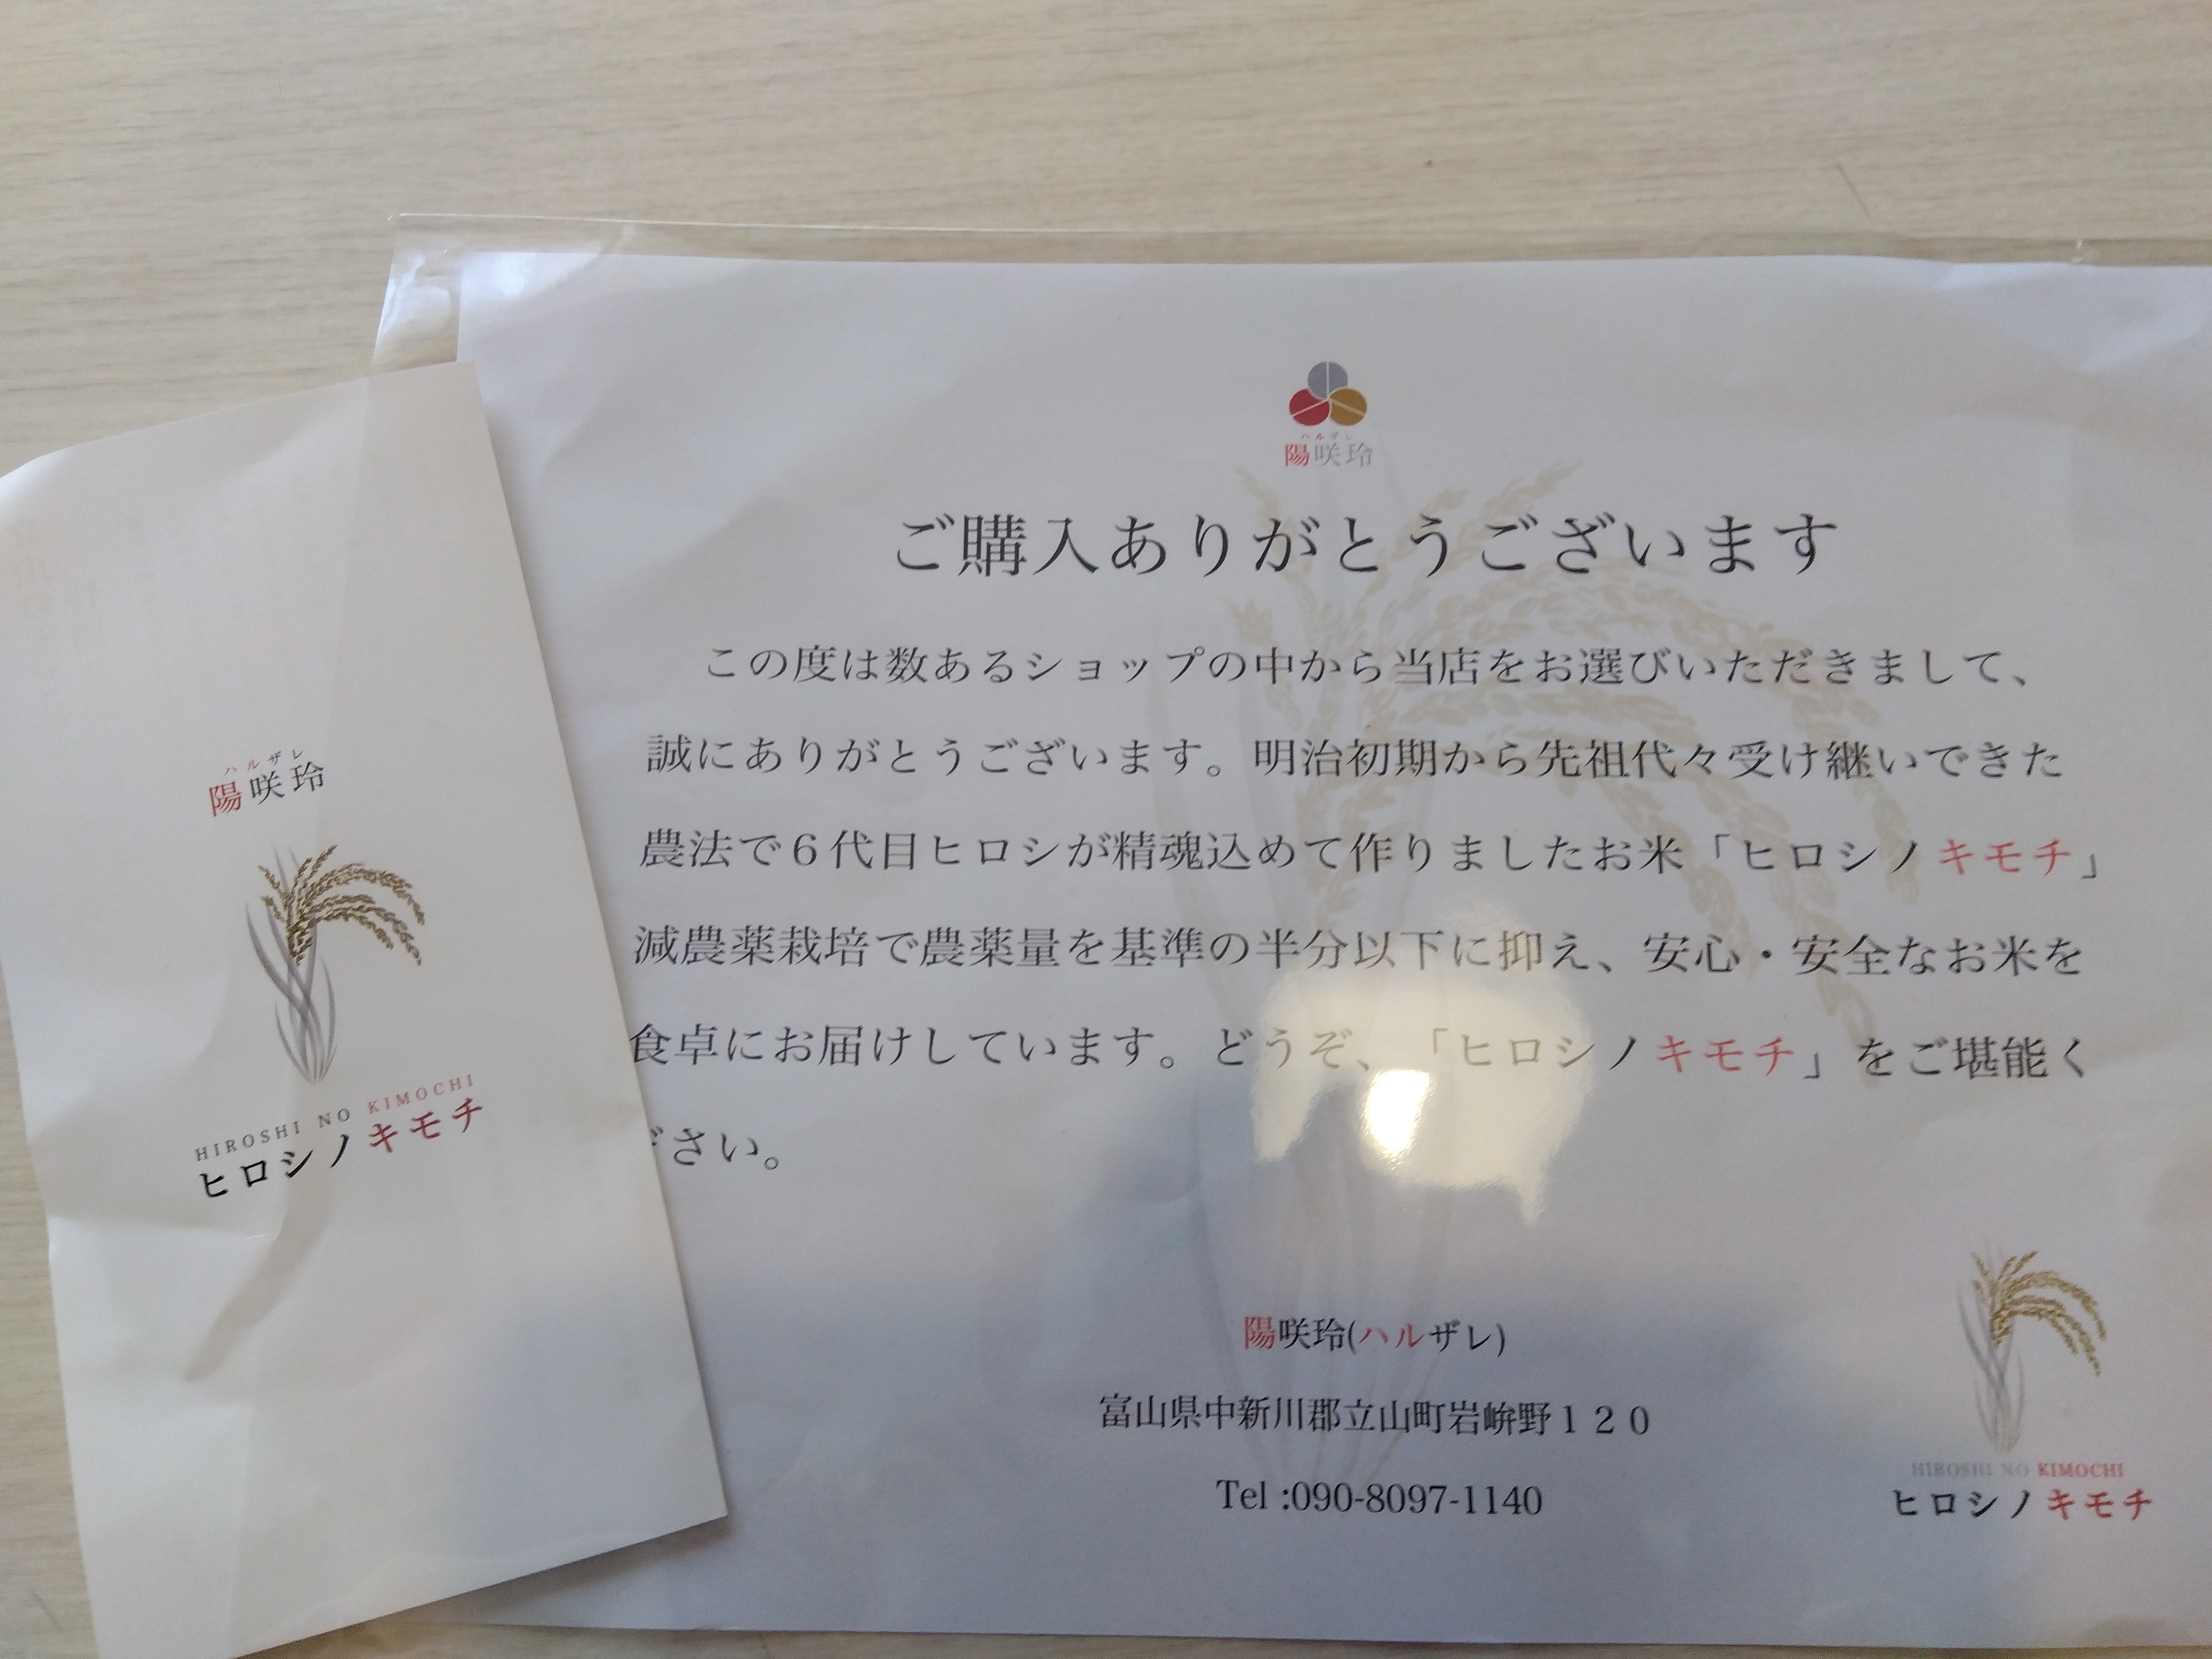 ハルザレ
陽咲玲
HIROSHI NO KIMOCHI
ヒロシノキモチ
ハルザレ
陽咲玲
ご購入ありがとうございます
この度は数あるショップの中から当店をお選びいただきまして、
誠にありがとうございます。明治初期から先祖代々受け継いできた
農法で６代目ヒロシが精魂込めて作りましたお米「ヒロシノキモチ」
減農薬栽培で農薬量を基準の半分以下に抑え、安心・安全なお米を
食卓にお届けしています。どうぞ、「ヒロシノキモチ」をご堪能く
ださい。
陽咲玲(ハルザレ)
富山県中新川郡立山町岩峅野１２０
Tel :090-8097-1140
HIROSHI NO KIMOCHI
ヒロシノキモチ